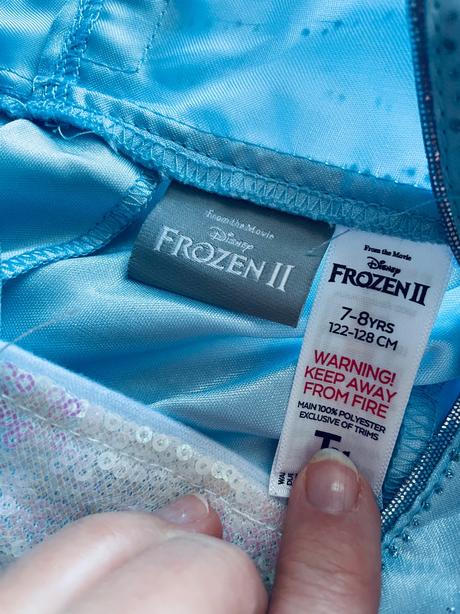 From the Movie
Disney
FROZEN II
From the Movie
Disney
FROZEN II
7-8YRS
122-128 CM
WARNING!
KEEP AWAY
FROM FIRE
MAIN 100% POLYESTER
EXCLUSIVE OF TRIMS